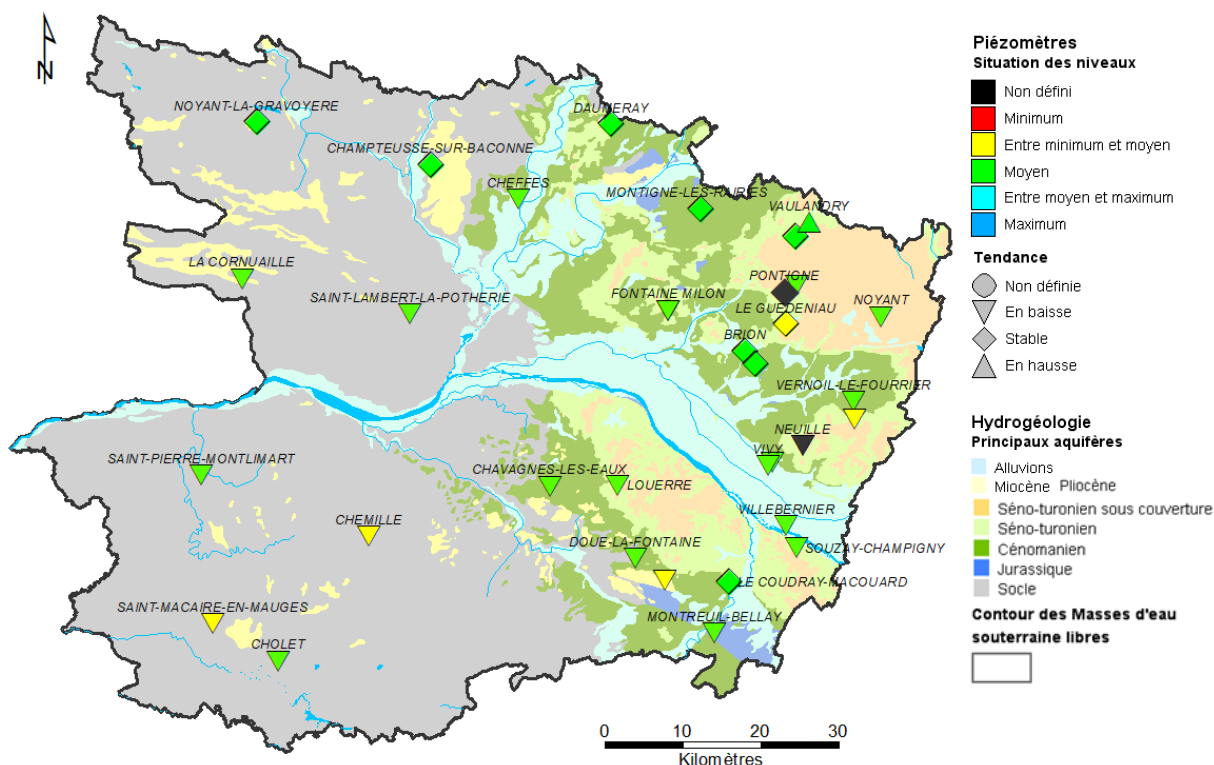 N
NOYANT-LA-GRAVOYERE
DAUMERAY
CHAMPTEUSSE-SUR-BACONNE
CHEFFES
MONTIGNE-LES-RAIRIES
VAULANDRY
LA CORNUAILLE
PONTIGNE
SAINT-LAMBERT-LA-POTHERIE
FONTAINE MILON
LE GUEDENIAU
NOYANT
BRION
VERNOIL-LE-FOURRIER
NEUILLE
VIVY
SAINT-PIERRE-MONTLIMART
CHAVAGNES-LES-EAUX
LOUERRE
CHEMILLE
VILLEBERNIER
DOUE-LA-FONTAINE
SOUZAY-CHAMPIGNY
LE COUDRAY-MACOUARD
SAINT-MACAIRE-EN-MAUGES
MONTREUIL-BELLAY
CHOLET
0 10 20 30
Kilomètres
Piézomètres
Situation des niveaux
Non défini
Minimum
Entre minimum et moyen
Moyen
Entre moyen et maximum
Maximum
Tendance
Non définie
En baisse
Stable
En hausse
Hydrogéologie
Principaux aquifères
Alluvions
Miocène Pliocène
Séno-turonien sous couverture
Séno-turonien
Cénomanien
Jurassique
Socle
Contour des Masses d'eau
souterraine libres